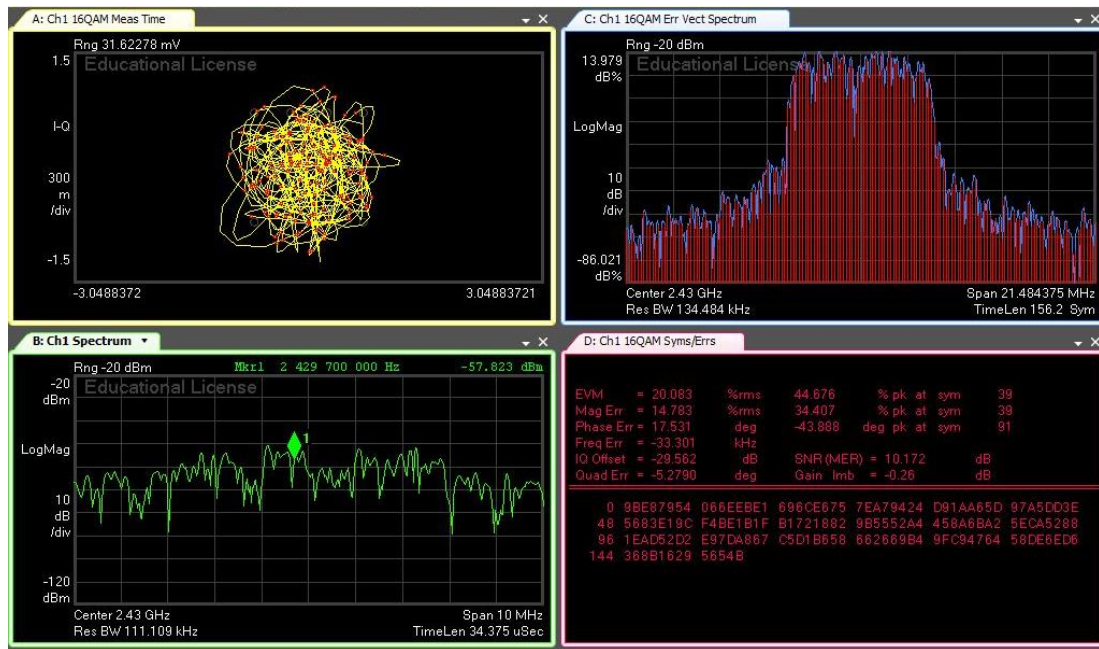 A: Ch1 16QAM Meas Time
Rng 31.62278 mV
1.5
Educational License
I-Q
300
m
/div
-1.5
-3.0488372 3.04883721
C: Ch1 16QAM Err Vect Spectrum
Rng -20 dBm
13.979
dB%
Educational License
LogMag
10
dB
/div
-86.021
dB%
Center 2.43 GHz Span 21.484375 MHz
Res BW 134.484 kHz TimeLen 156.2 Sym
B: Ch1 Spectrum
Rng -20 dBm Mkr1 2 429 700 000 Hz -57.823 dBm
-20
dBm
Educational License
1
LogMag
10
dB
/div
-120
dBm
Center 2.43 GHz Span 10 MHz
Res BW 111.109 kHz TimeLen 34.375 uSec
D: Ch1 16QAM Syms/Errs
EVM = 20.083 %rms 44.676 % pk at sym 39
Mag Err = 14.783 %rms 34.407 % pk at sym 39
Phase Err = 17.531 deg -43.888 deg pk at sym 91
Freq Err = -33.301 kHz
IQ Offset = -29.562 dB SNR(MER) = 10.172 dB
Quad Err = -5.2790 deg Gain Imb = -0.26 dB
0 9BE87954 066EEBE1 696CE675 7EA79424 D91AA65D 97A5DD3E
48 5683E19C F4BE1B1F B1721882 9B5552A4 458A6BA2 5ECA5288
96 1EAD52D2 E97DA867 C5D1B658 662669B4 9FC94764 58DE6ED6
144 368B1629 5654B